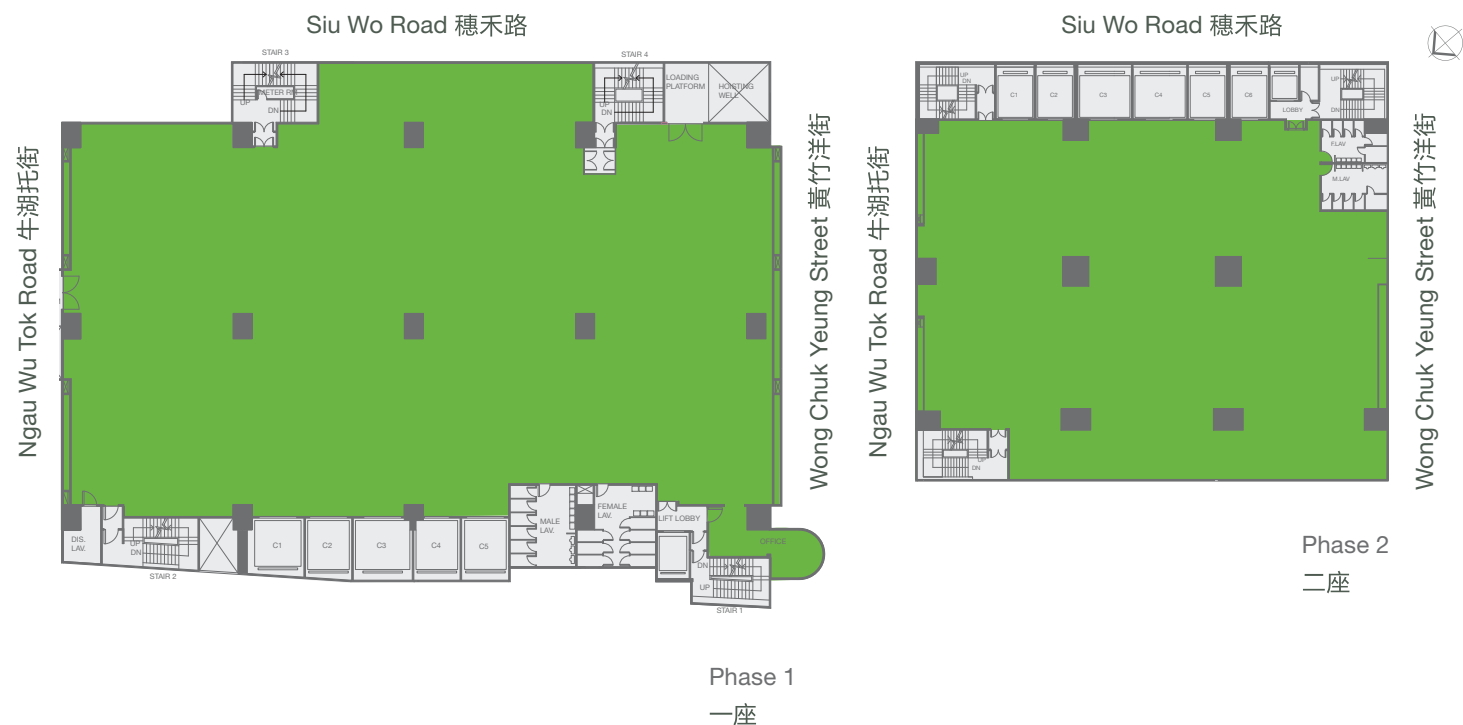 Siu Wo Road 穗禾路
STAIR 3
STAIR 4
METER RM.
UP
DN
UP
DN
LOADING
PLATFORM
HOISTING
WELL
Ngau Wu Tok Road 牛湖托街
Wong Chuk Yeung Street 黃竹洋街
DIS.
LAV.
UP
DN
STAIR 2
C1
C2
C3
C4
C5
MALE
LAV.
FEMALE
LAV.
LIFT LOBBY
OFFICE
DN
UP
STAIR 1
Phase 1
一座
Siu Wo Road 穗禾路
UP
DN
C1
C2
C3
C4
C5
C6
LOBBY
UP
DN
F.LAV
M.LAV
Ngau Wu Tok Road 牛湖托街
Wong Chuk Yeung Street 黃竹洋街
UP
DN
Phase 2
二座